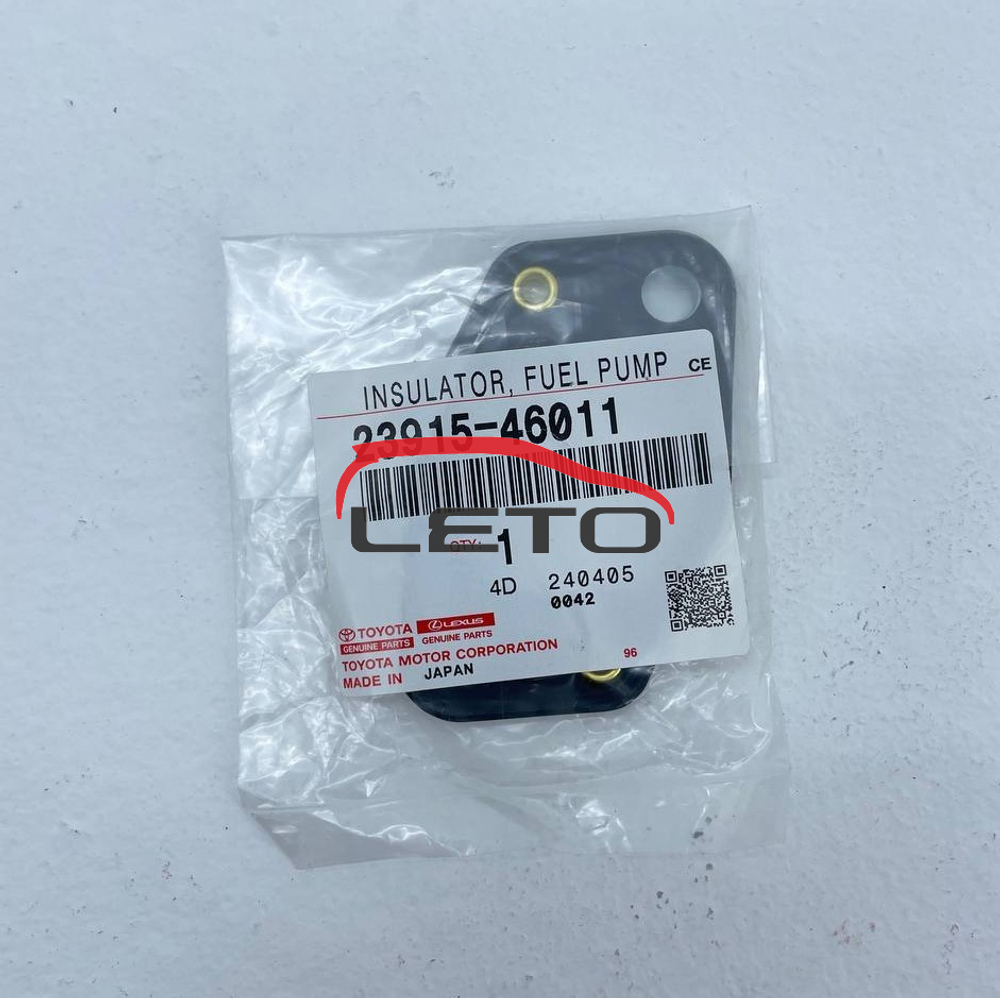 INSULATOR, FUEL PUMP CE
23915-46011
LETO
QTY: 1
4D 240405
0042
TOYOTA LEXUS
GENUINE PARTS GENUINE PARTS
TOYOTA MOTOR CORPORATION 96
MADE IN JAPAN